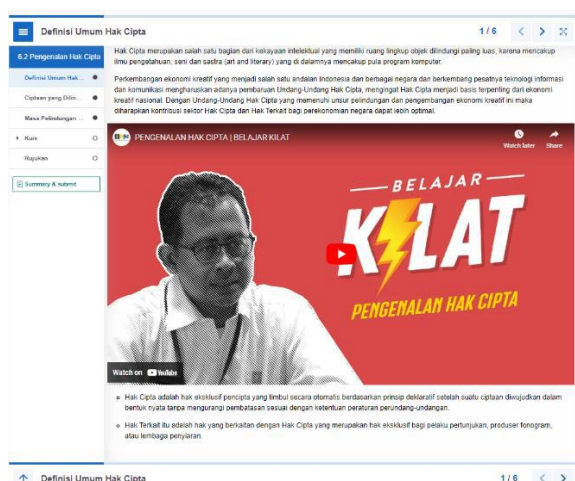 Definisi Umum Hak Cipta
1 / 6
6.2 Pengenalan Hak Cipta
Definisi Umum Hak...
Ciptaan yang Dilin...
Masa Pelindungan ...
Kuis
Rujukan
Summary & submit
Hak Cipta merupakan salah satu bagian dari kekayaan intelektual yang memiliki ruang lingkup objek dilindungi paling luas, karena mencakup
ilmu pengetahuan, seni dan sastra (art and literary) yang di dalamnya mencakup pula program komputer.
Perkembangan ekonomi kreatif yang menjadi salah satu andalan Indonesia dan berbagai negara dan berkembang pesatnya teknologi informasi
dan komunikasi mengharuskan adanya pembaruan Undang-Undang Hak Cipta, mengingat Hak Cipta menjadi basis terpenting dari ekonomi
kreatif nasional. Dengan Undang-Undang Hak Cipta yang memenuhi unsur pelindungan dan pengembangan ekonomi kreatif ini maka
diharapkan kontribusi sektor Hak Cipta dan Hak Terkait bagi perekonomian negara dapat lebih optimal.
PENGENALAN HAK CIPTA | BELAJAR KILAT
Watch later
Share
BELAJAR
KILAT
PENGENALAN HAK CIPTA
Watch on YouTube
Hak Cipta adalah hak eksklusif pencipta yang timbul secara otomatis berdasarkan prinsip deklaratif setelah suatu ciptaan diwujudkan dalam
bentuk nyata tanpa mengurangi pembatasan sesuai dengan ketentuan peraturan perundang-undangan.
Hak Terkait itu adalah hak yang berkaitan dengan Hak Cipta yang merupakan hak eksklusif bagi pelaku pertunjukan, produser fonogram,
atau lembaga penyiaran.
Definisi Umum Hak Cipta
1 / 6